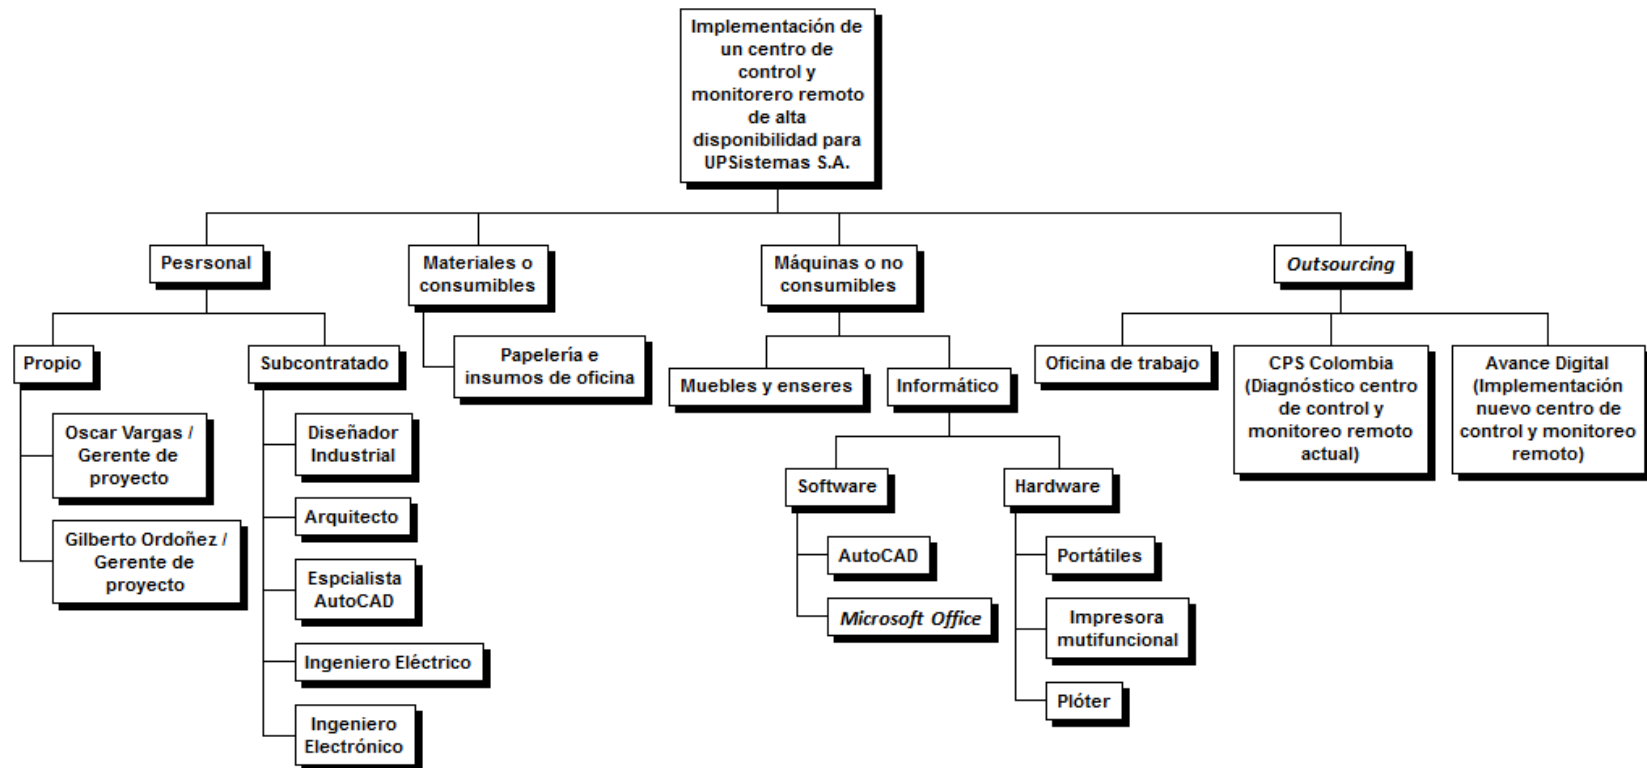 Implementación de
un centro de
control y
monitorero remoto
de alta
disponibilidad para
UPSistemas S.A.
Pesrsonal
Materiales o
consumibles
Máquinas o no
consumibles
Outsourcing
Propio
Subcontratado
Papelería e
insumos de oficina
Muebles y enseres
Informático
Oficina de trabajo
CPS Colombia
(Diagnóstico centro
de control y
monitoreo remoto
actual)
Avance Digital
(Implementación
nuevo centro de
control y monitoreo
remoto)
Oscar Vargas /
Gerente de
proyecto
Gilberto Ordoñez /
Gerente de
proyecto
Diseñador
Industrial
Arquitecto
Espcialista
AutoCAD
Ingeniero Eléctrico
Ingeniero
Electrónico
Software
Hardware
AutoCAD
Microsoft Office
Portátiles
Impresora
mutifuncional
Plóter